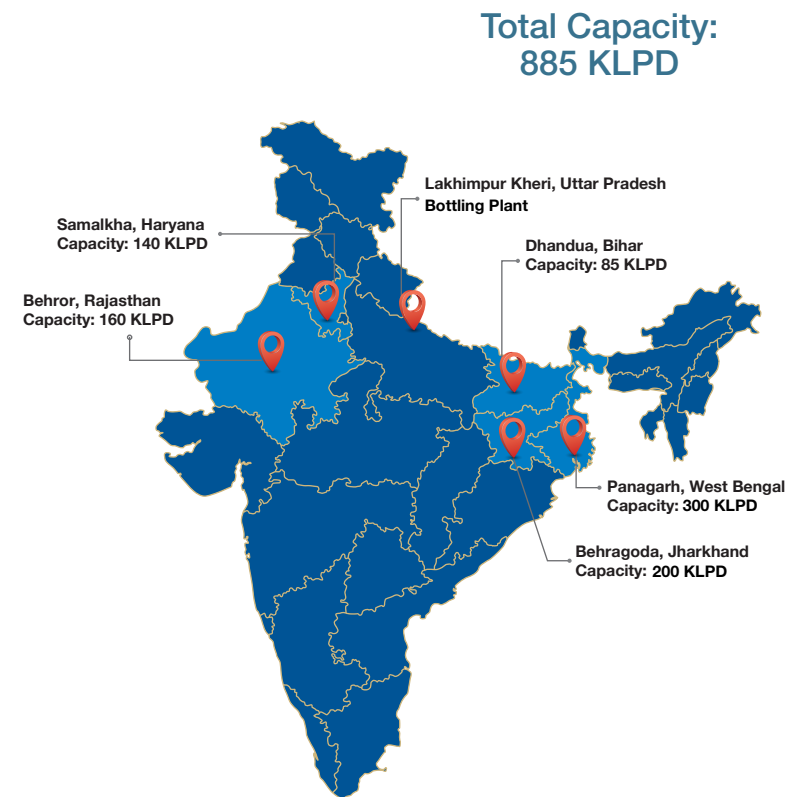 Total Capacity:
885 KLPD
Lakhimpur Kheri, Uttar Pradesh
Bottling Plant
Samalkha, Haryana
Capacity: 140 KLPD
Dhandua, Bihar
Capacity: 85 KLPD
Behror, Rajasthan
Capacity: 160 KLPD
Panagarh, West Bengal
Capacity: 300 KLPD
Behragoda, Jharkhand
Capacity: 200 KLPD